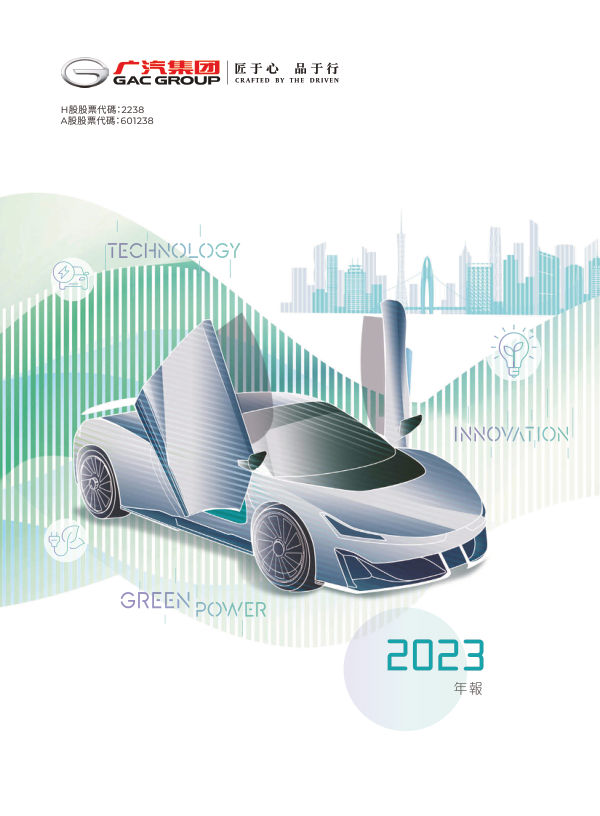 广汽集团
GAC GROUP
匠于心 品于行
CRAFTED BY THE DRIVEN
H股股票代碼:2238
A股股票代碼:601238
TECHNOLOGY
INNOVATION
GREEN POWER
2023
年報